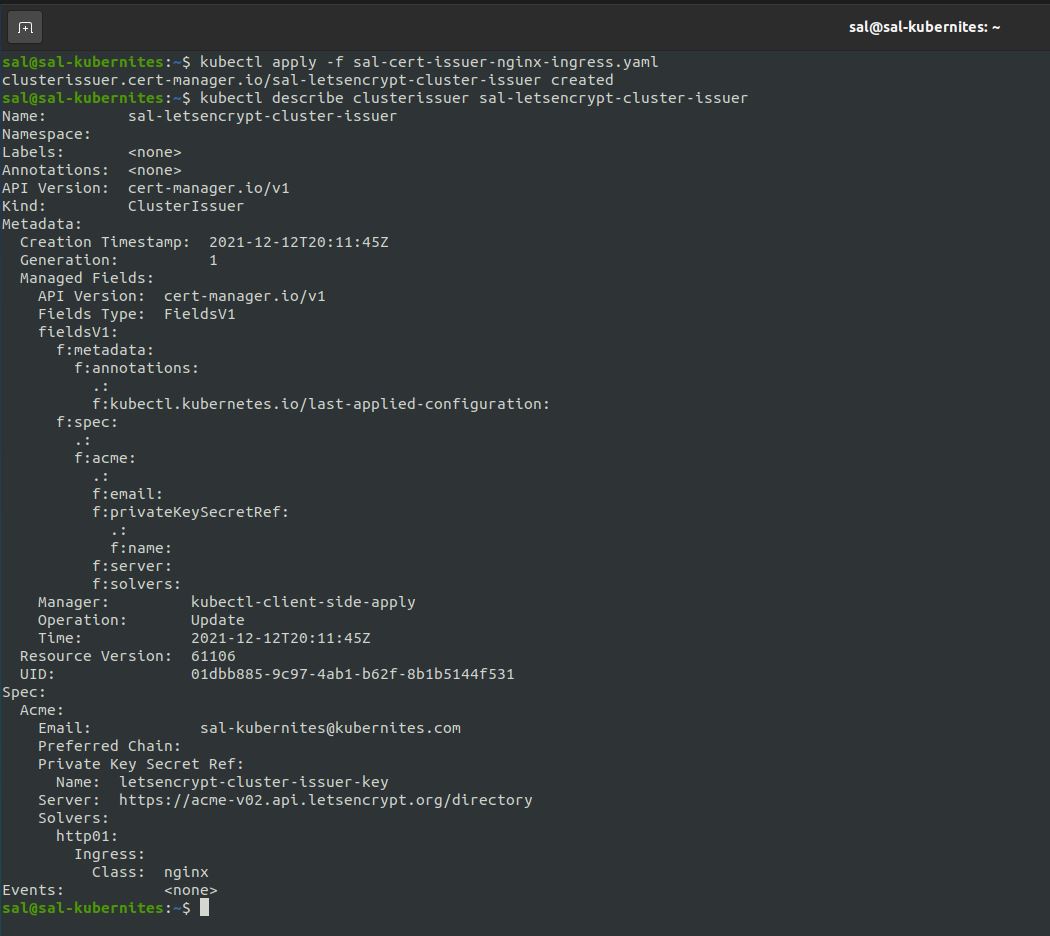 sal@sal-kubernites: ~
sal@sal-kubernites:~$ kubectl apply -f sal-cert-issuer-nginx-ingress.yaml
clusterissuer.cert-manager.io/sal-letsencrypt-cluster-issuer created
sal@sal-kubernites:~$ kubectl describe clusterissuer sal-letsencrypt-cluster-issuer
Name:         sal-letsencrypt-cluster-issuer
Namespace:
Labels:       <none>
Annotations:  <none>
API Version:  cert-manager.io/v1
Kind:         ClusterIssuer
Metadata:
  Creation Timestamp:  2021-12-12T20:11:45Z
  Generation:          1
  Managed Fields:
    API Version:  cert-manager.io/v1
    Fields Type:  FieldsV1
    fieldsV1:
      f:metadata:
        f:annotations:
          .:
          f:kubectl.kubernetes.io/last-applied-configuration:
      f:spec:
        .:
        f:acme:
          .:
          f:email:
          f:privateKeySecretRef:
            .:
            f:name:
          f:server:
          f:solvers:
    Manager:         kubectl-client-side-apply
    Operation:       Update
    Time:            2021-12-12T20:11:45Z
  Resource Version:  61106
  UID:               01dbb885-9c97-4ab1-b62f-8b1b5144f531
Spec:
  Acme:
    Email:            sal-kubernites@kubernites.com
    Preferred Chain:
    Private Key Secret Ref:
      Name:  letsencrypt-cluster-issuer-key
    Server:  https://acme-v02.api.letsencrypt.org/directory
    Solvers:
      http01:
        Ingress:
          Class:  nginx
Events:           <none>
sal@sal-kubernites:~$